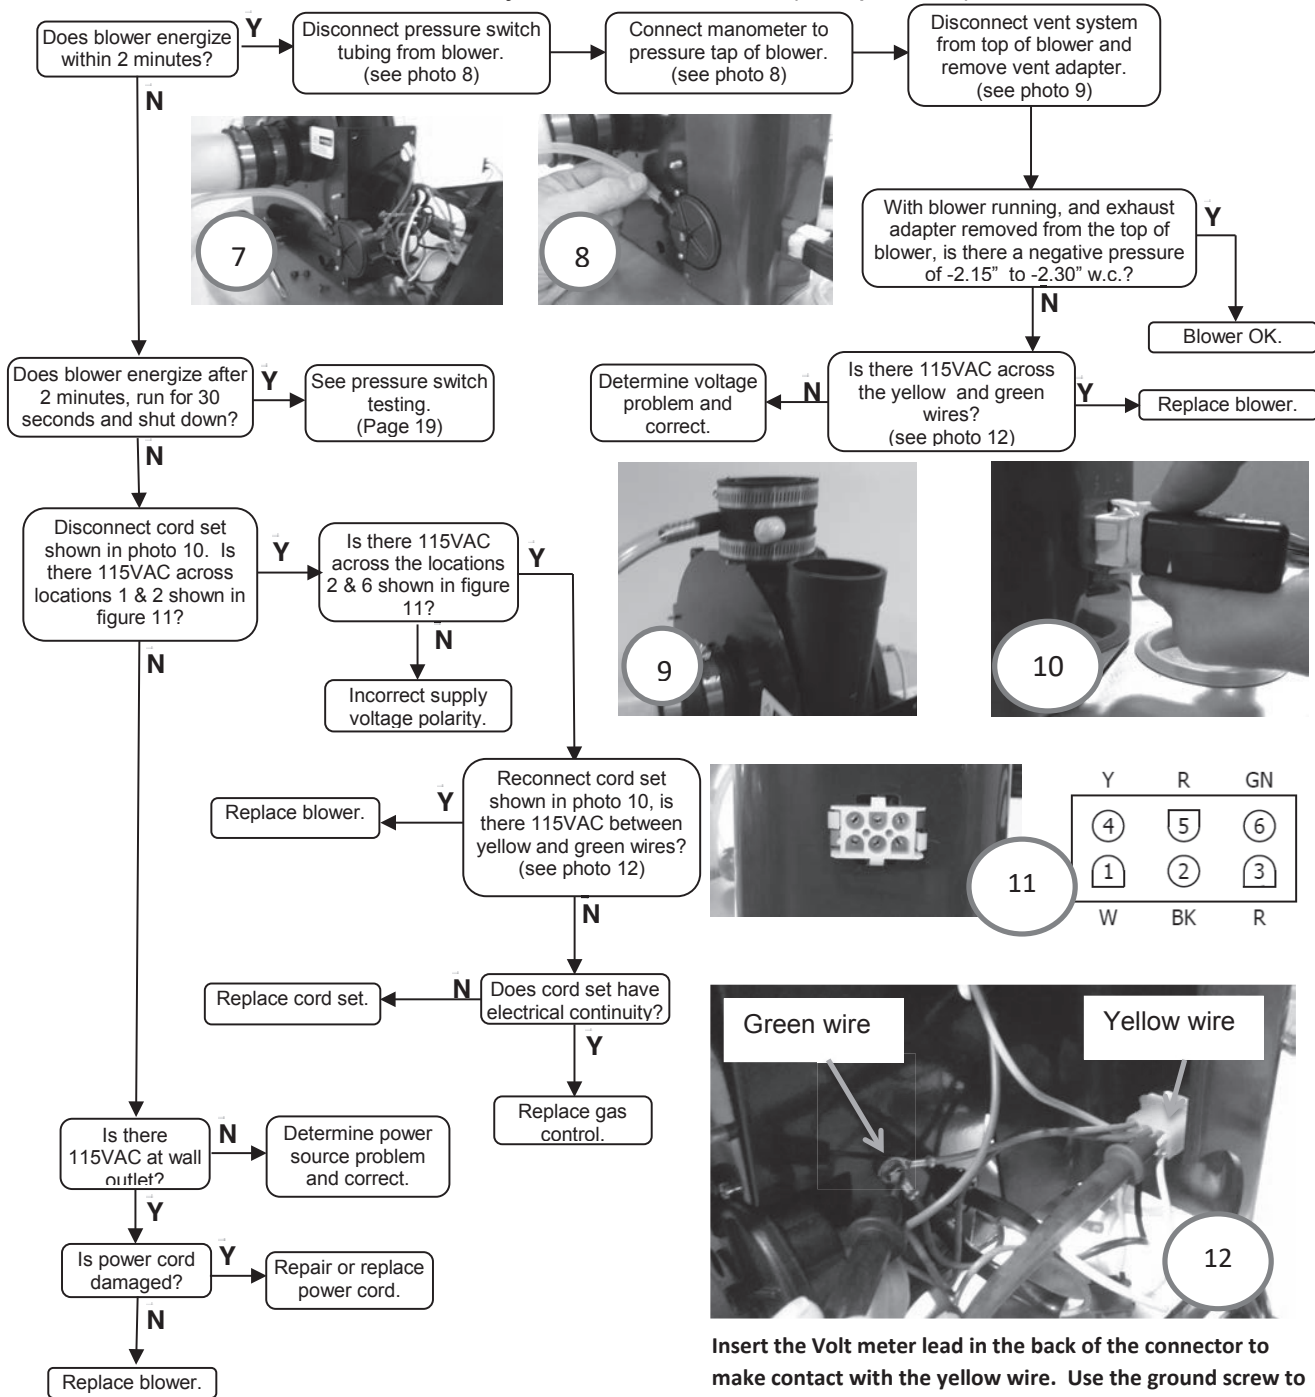 Does blower energize
within 2 minutes?
Y
Disconnect pressure switch
tubing from blower.
(see photo 8)
Connect manometer to
pressure tap of blower.
(see photo 8)
Disconnect vent system
from top of blower and
remove vent adapter.
(see photo 9)
N
7
8
With blower running, and exhaust
adapter removed from the top of
blower, is there a negative pressure
of -2.15" to -2.30" w.c.?
Y
N
Blower OK.
Does blower energize after
2 minutes, run for 30
seconds and shut down?
Y
See pressure switch
testing.
(Page 19)
Determine voltage
problem and
correct.
N
Is there 115VAC across
the yellow and green
wires?
(see photo 12)
Y
Replace blower.
N
Disconnect cord set
shown in photo 10. Is
there 115VAC across
locations 1 & 2 shown in
figure 11?
Y
Is there 115VAC
across the locations
2 & 6 shown in figure
11?
Y
N
N
Incorrect supply
voltage polarity.
9
10
Replace blower.
Y
Reconnect cord set
shown in photo 10, is
there 115VAC between
yellow and green wires?
(see photo 12)
N
11
Y R GN
4 5 6
1 2 3
W BK R
Replace cord set.
N
Does cord set have
electrical continuity?
Y
Replace gas
control.
Green wire
Yellow wire
12
Is there
115VAC at wall
outlet?
N
Determine power
source problem
and correct.
Y
Is power cord
damaged?
Y
Repair or replace
power cord.
N
Replace blower.
Insert the Volt meter lead in the back of the connector to
make contact with the yellow wire. Use the ground screw to